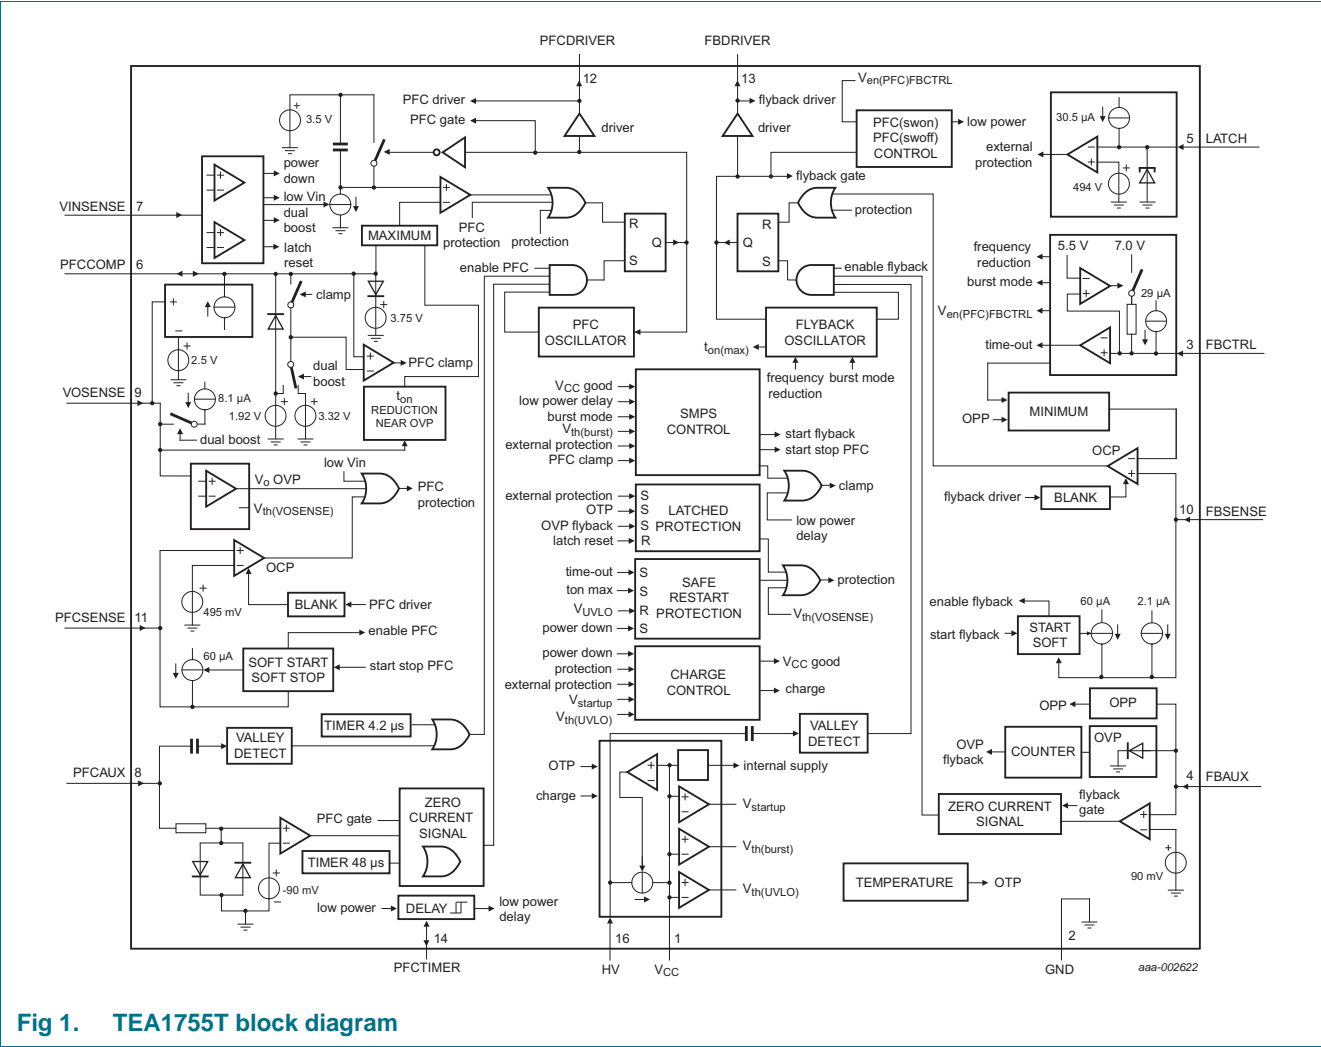 PFCDRIVER
FBDRIVER
12
13
PFC driver
PFC gate
driver
flyback driver
driver
Ven(PFC)FBCTRL
PFC(swon)
PFC(swoff)
CONTROL
low power
30.5 µA
external
protection
494 V
5
LATCH
3.5 V
power
down
low Vin
dual
boost
latch
reset
VINSENSE
7
MAXIMUM
PFC
protection
protection
R
S
Q
flyback gate
protection
R
S
Q
PFCCOMP
6
clamp
3.75 V
enable PFC
enable flyback
PFC
OSCILLATOR
FLYBACK
OSCILLATOR
ton(max)
frequency
reduction
burst mode
frequency
reduction
burst mode
Ven(PFC)FBCTRL
time-out
5.5 V
7.0 V
29 µA
3
FBCTRL
+
−
2.5 V
PFC clamp
dual
boost
VOSENSE
9
8.1 µA
1.92 V
3.32 V
dual boost
ton
REDUCTION
NEAR OVP
VCC good
low power delay
burst mode
Vth(burst)
external protection
PFC clamp
SMPS
CONTROL
start flyback
start stop PFC
clamp
low power
delay
OPP
MINIMUM
OCP
flyback driver
BLANK
10
FBSENSE
low Vin
Vo OVP
Vth(VOSENSE)
PFC
protection
external protection
OTP
OVP flyback
latch reset
S
S
S
R
LATCHED
PROTECTION
OCP
495 mV
BLANK
PFC driver
time-out
ton max
VUVLO
power down
S
S
R
S
SAFE
RESTART
PROTECTION
protection
Vth(VOSENSE)
PFCSENSE
11
enable PFC
60 µA
SOFT START
SOFT STOP
start stop PFC
power down
protection
external protection
Vstartup
Vth(UVLO)
CHARGE
CONTROL
VCC good
charge
enable flyback
start flyback
START
SOFT
60 µA
2.1 µA
OPP
OPP
TIMER 4.2 µs
VALLEY
DETECT
VALLEY
DETECT
OVP
flyback
COUNTER
OVP
PFCAUX
8
4
FBAUX
OTP
charge
internal supply
Vstartup
Vth(burst)
Vth(UVLO)
PFC gate
TIMER 48 µs
ZERO
CURRENT
SIGNAL
-90 mV
ZERO CURRENT
SIGNAL
flyback
gate
90 mV
TEMPERATURE
OTP
low power
DELAY
low power
delay
14
16
1
2
PFCTIMER
HV
VCC
GND
aaa-002622
Fig 1. TEA1755T block diagram